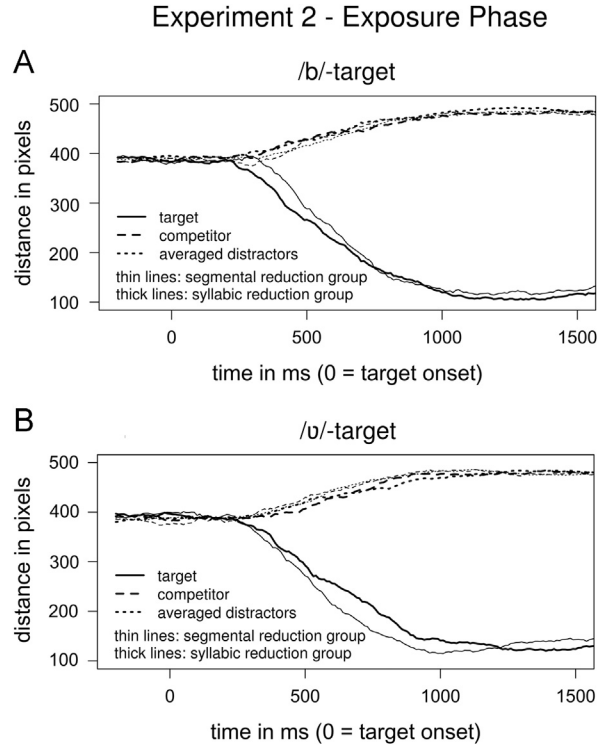 Experiment 2 - Exposure Phase
A
/b/-target
500
400
300
200
100
distance in pixels
target
competitor
averaged distractors
thin lines: segmental reduction group
thick lines: syllabic reduction group
0 500 1000 1500
time in ms (0 = target onset)
B
/ʋ/-target
500
400
300
200
100
distance in pixels
target
competitor
averaged distractors
thin lines: segmental reduction group
thick lines: syllabic reduction group
0 500 1000 1500
time in ms (0 = target onset)